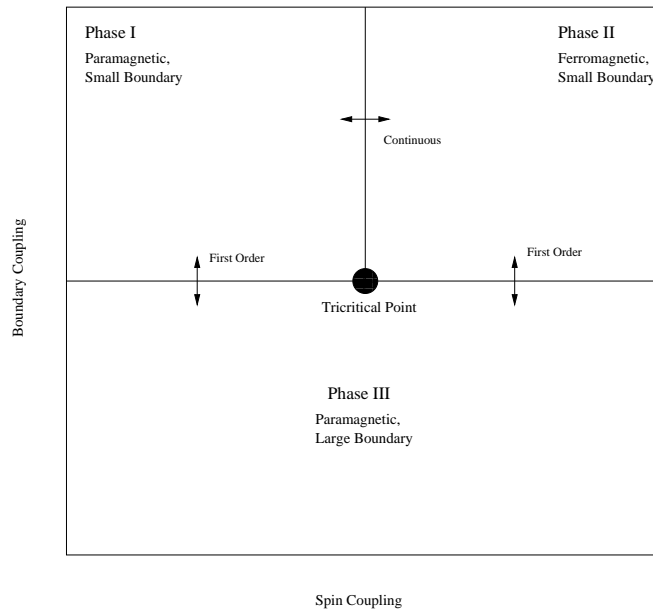 Phase I
Paramagnetic,
Small Boundary
Phase II
Ferromagnetic,
Small Boundary
Continuous
First Order
First Order
Tricritical Point
Phase III
Paramagnetic,
Large Boundary
Boundary Coupling
Spin Coupling